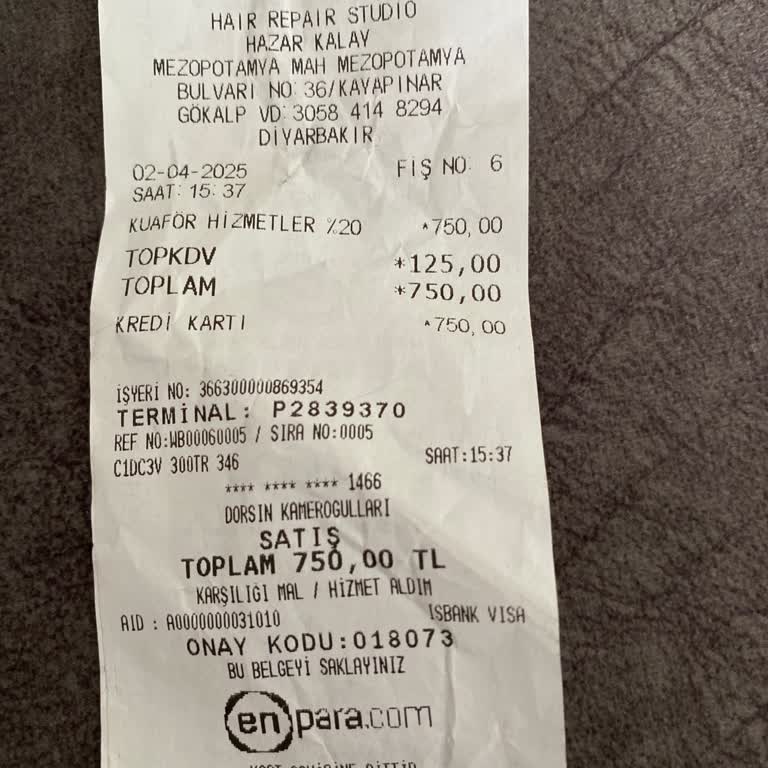 HAIR REPAIR STUDIO
HAZAR KALAY
MEZOPOTAMYA MAH MEZOPOTAMYA
BULVARI NO: 36/KAYAPINAR
GÖKALP VD: 3058 414 8294
DİYARBAKIR
02-04-2025 FİŞ NO: 6
SAAT: 15:37
KUAFÖR HİZMETLER %20 *750,00
TOPKDV *125,00
TOPLAM *750,00
KREDİ KARTI *750,00
İŞYERİ NO: 366300000869354
TERMİNAL: P2839370
REF NO:WB00060005 / SIRA NO:0005
C1DC3V 300TR 346 SAAT:15:37
**** **** **** 1466
DORSIN KAMEROGULLARI
SATIŞ
TOPLAM 750,00 TL
KARŞILIĞI MAL / HİZMET ALDIM
AID : A0000000031010 ISBANK VISA
ONAY KODU:018073
BU BELGEYİ SAKLAYINIZ
enpara.com